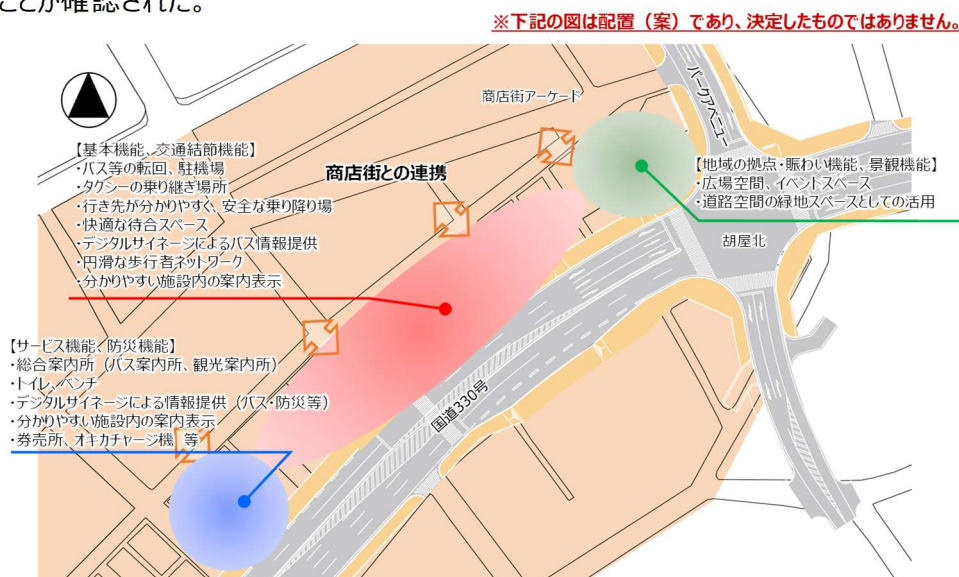 ことが確認された。
※下記の図は配置（案）であり、決定したものではありません。
商店街アーケード
パークアベニュー
【基本機能、交通結節機能】
・バス等の転回、駐機場
・タクシーの乗り継ぎ場所
・行き先が分かりやすく、安全な乗り降り場
・快適な待合スペース
・デジタルサイネージによるバス情報提供
・円滑な歩行者ネットワーク
・分かりやすい施設内の案内表示
商店街との連携
【地域の拠点・賑わい機能、景観機能】
・広場空間、イベントスペース
・道路空間の緑地スペースとしての活用
胡屋北
【サービス機能、防災機能】
・総合案内所（バス案内所、観光案内所）
・トイレ、ベンチ
・デジタルサイネージによる情報提供（バス・防災等）
・分かりやすい施設内の案内表示
・券売所、オキカチャージ機　等
国道330号